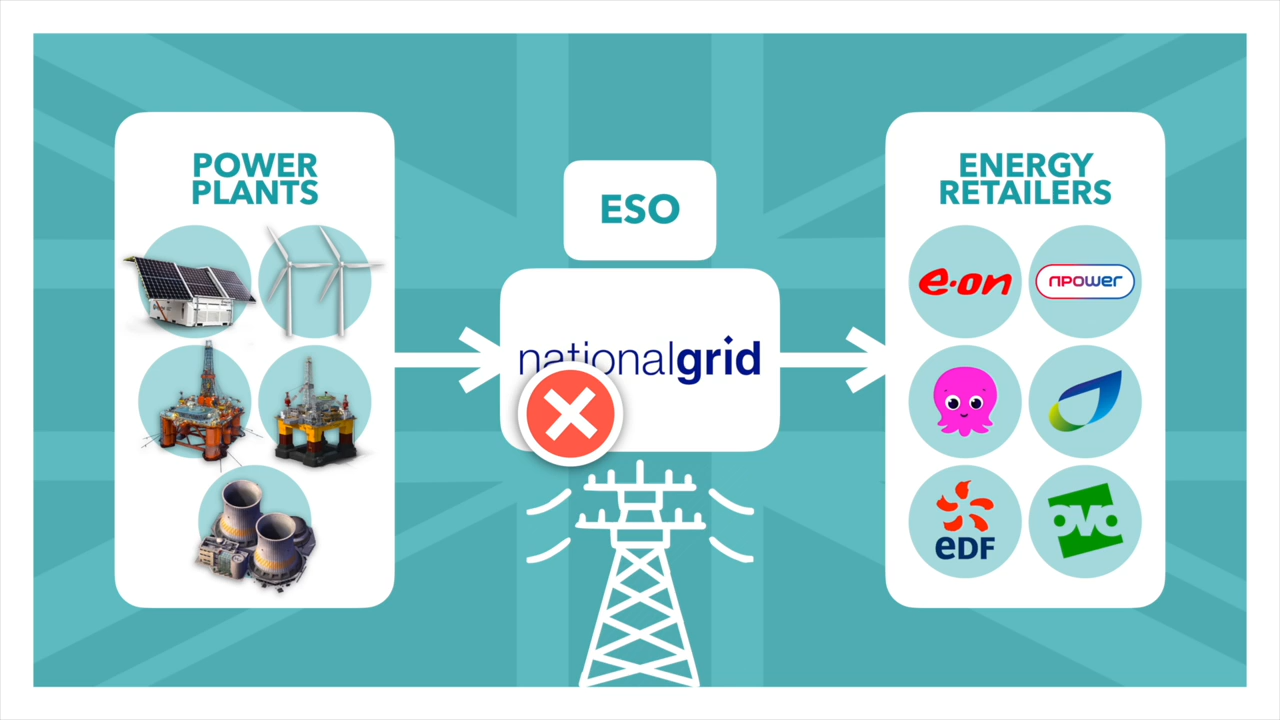 POWER
PLANTS
ESO
nationalgrid
ENERGY
RETAILERS
e·on
npower
eDF
ovo